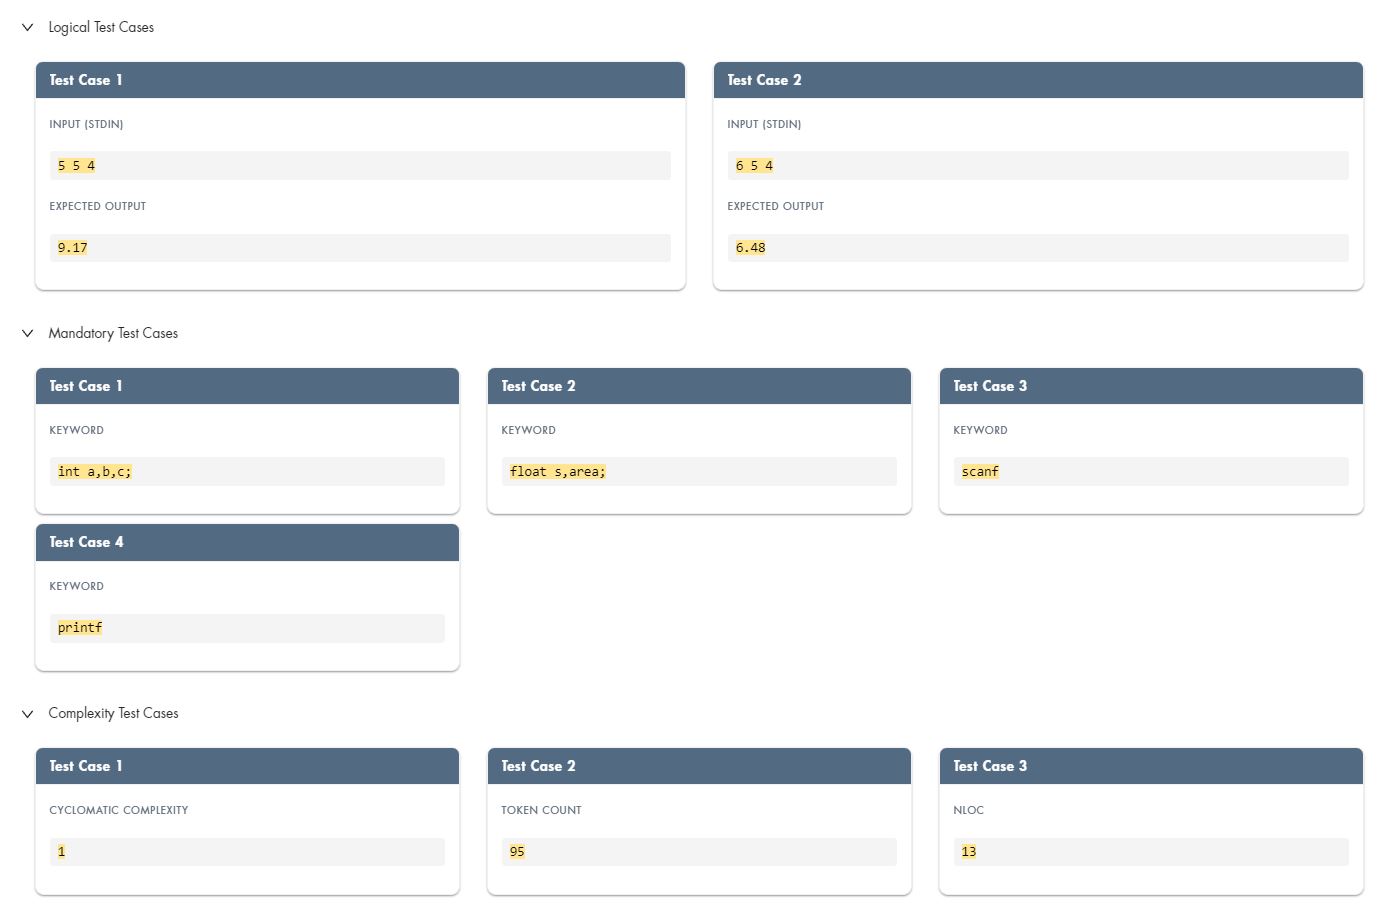 Logical Test Cases
Test Case 1
INPUT (STDIN)
5 5 4
EXPECTED OUTPUT
9.17
Test Case 2
INPUT (STDIN)
6 5 4
EXPECTED OUTPUT
6.48
Mandatory Test Cases
Test Case 1
KEYWORD
int a,b,c;
Test Case 2
KEYWORD
float s,area;
Test Case 3
KEYWORD
scanf
Test Case 4
KEYWORD
printf
Complexity Test Cases
Test Case 1
CYCLOMATIC COMPLEXITY
1
Test Case 2
TOKEN COUNT
95
Test Case 3
NLOC
13